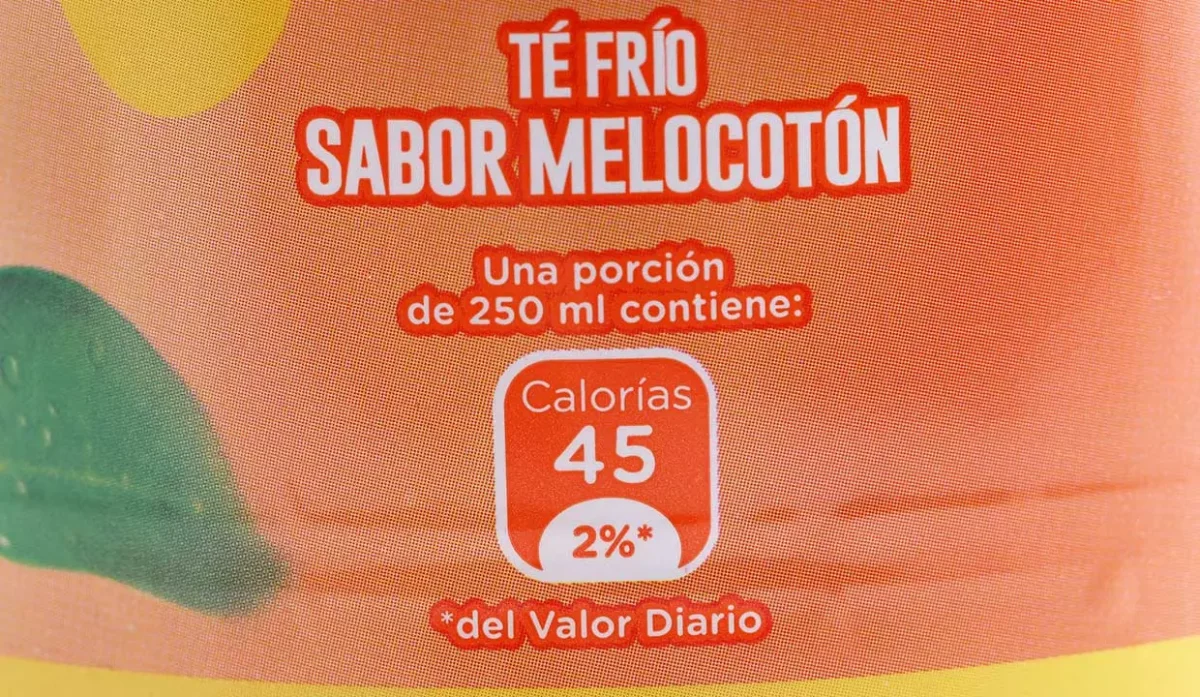 TÉ FRÍO
SABOR MELOCOTÓN
Una porción
de 250 ml contiene:
Calorías
45
2%*
*del Valor Diario